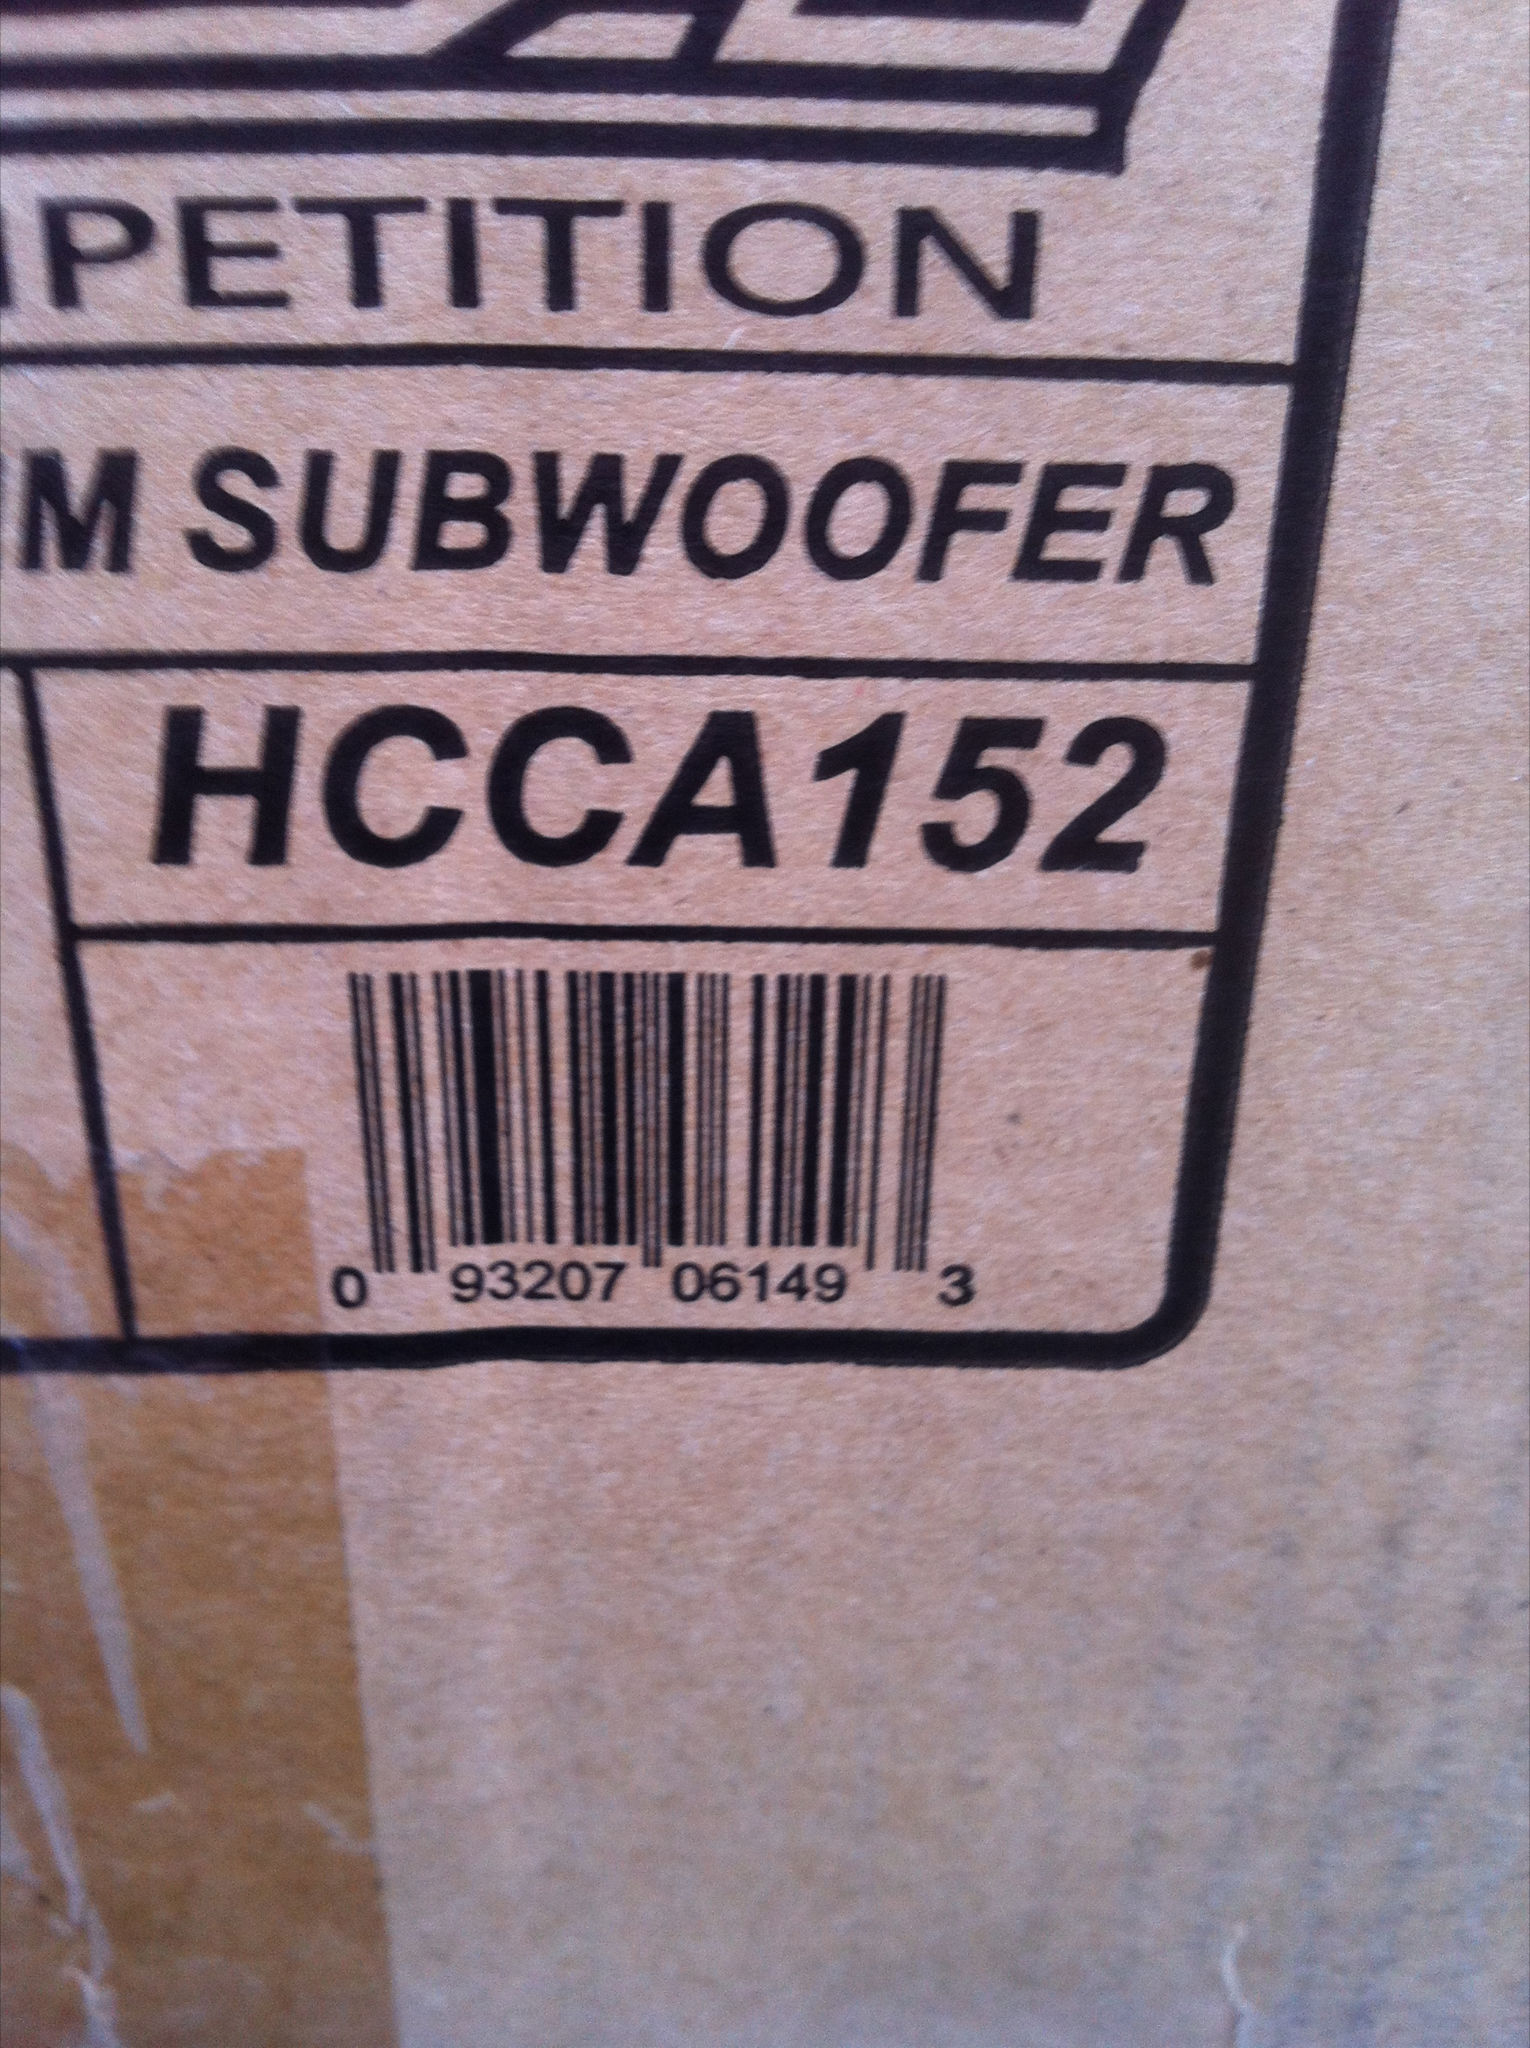 PETITION
M SUBWOOFER
HCCA152
0 93207 06149 3